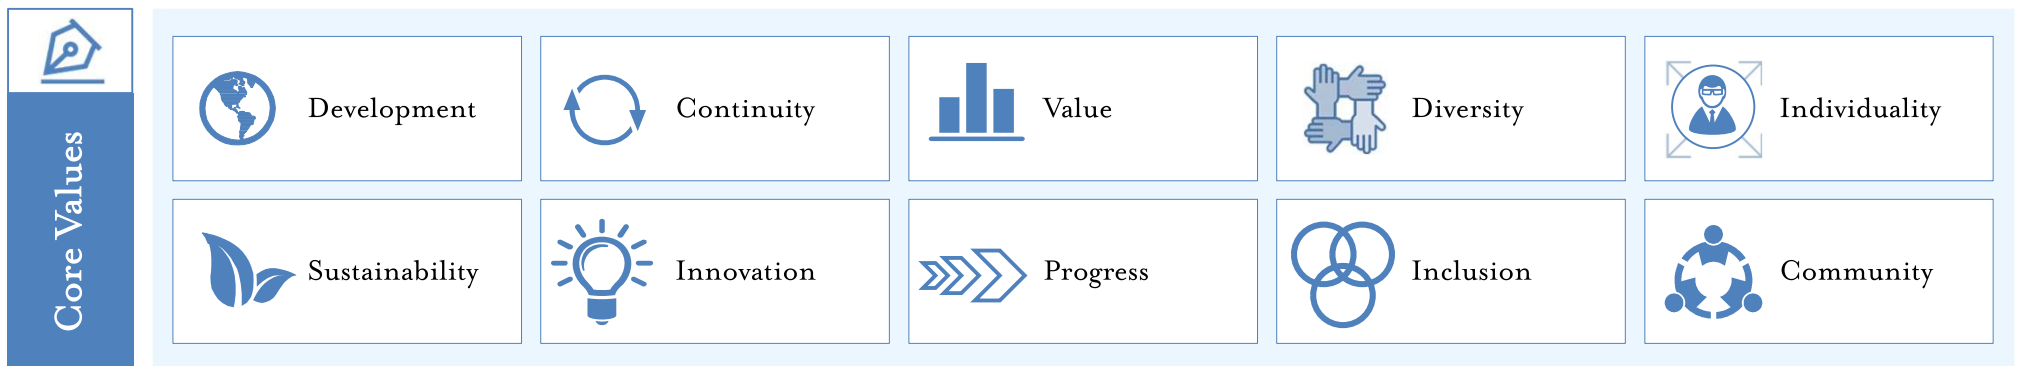 Core Values
Development
Continuity
Value
Diversity
Individuality
Sustainability
Innovation
Progress
Inclusion
Community